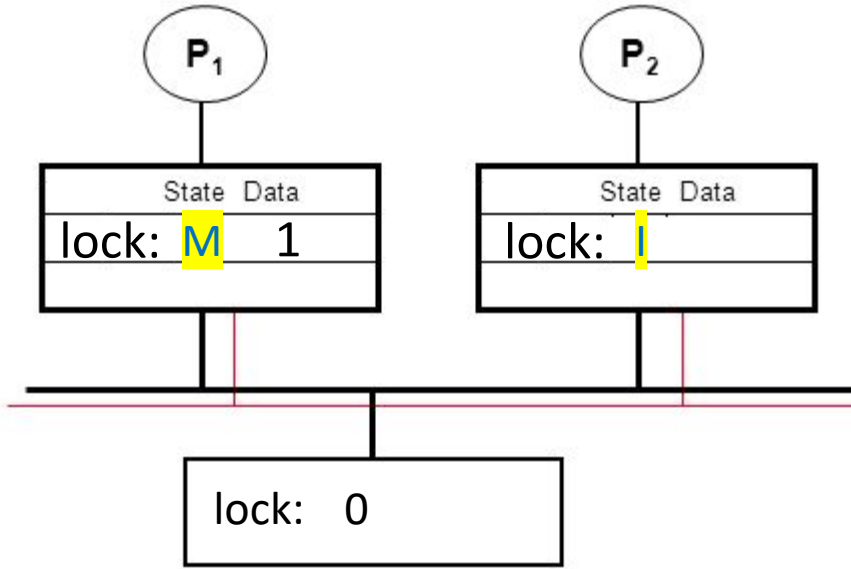 P₁ P₂
State Data State Data
lock: M 1 lock: I
lock: 0